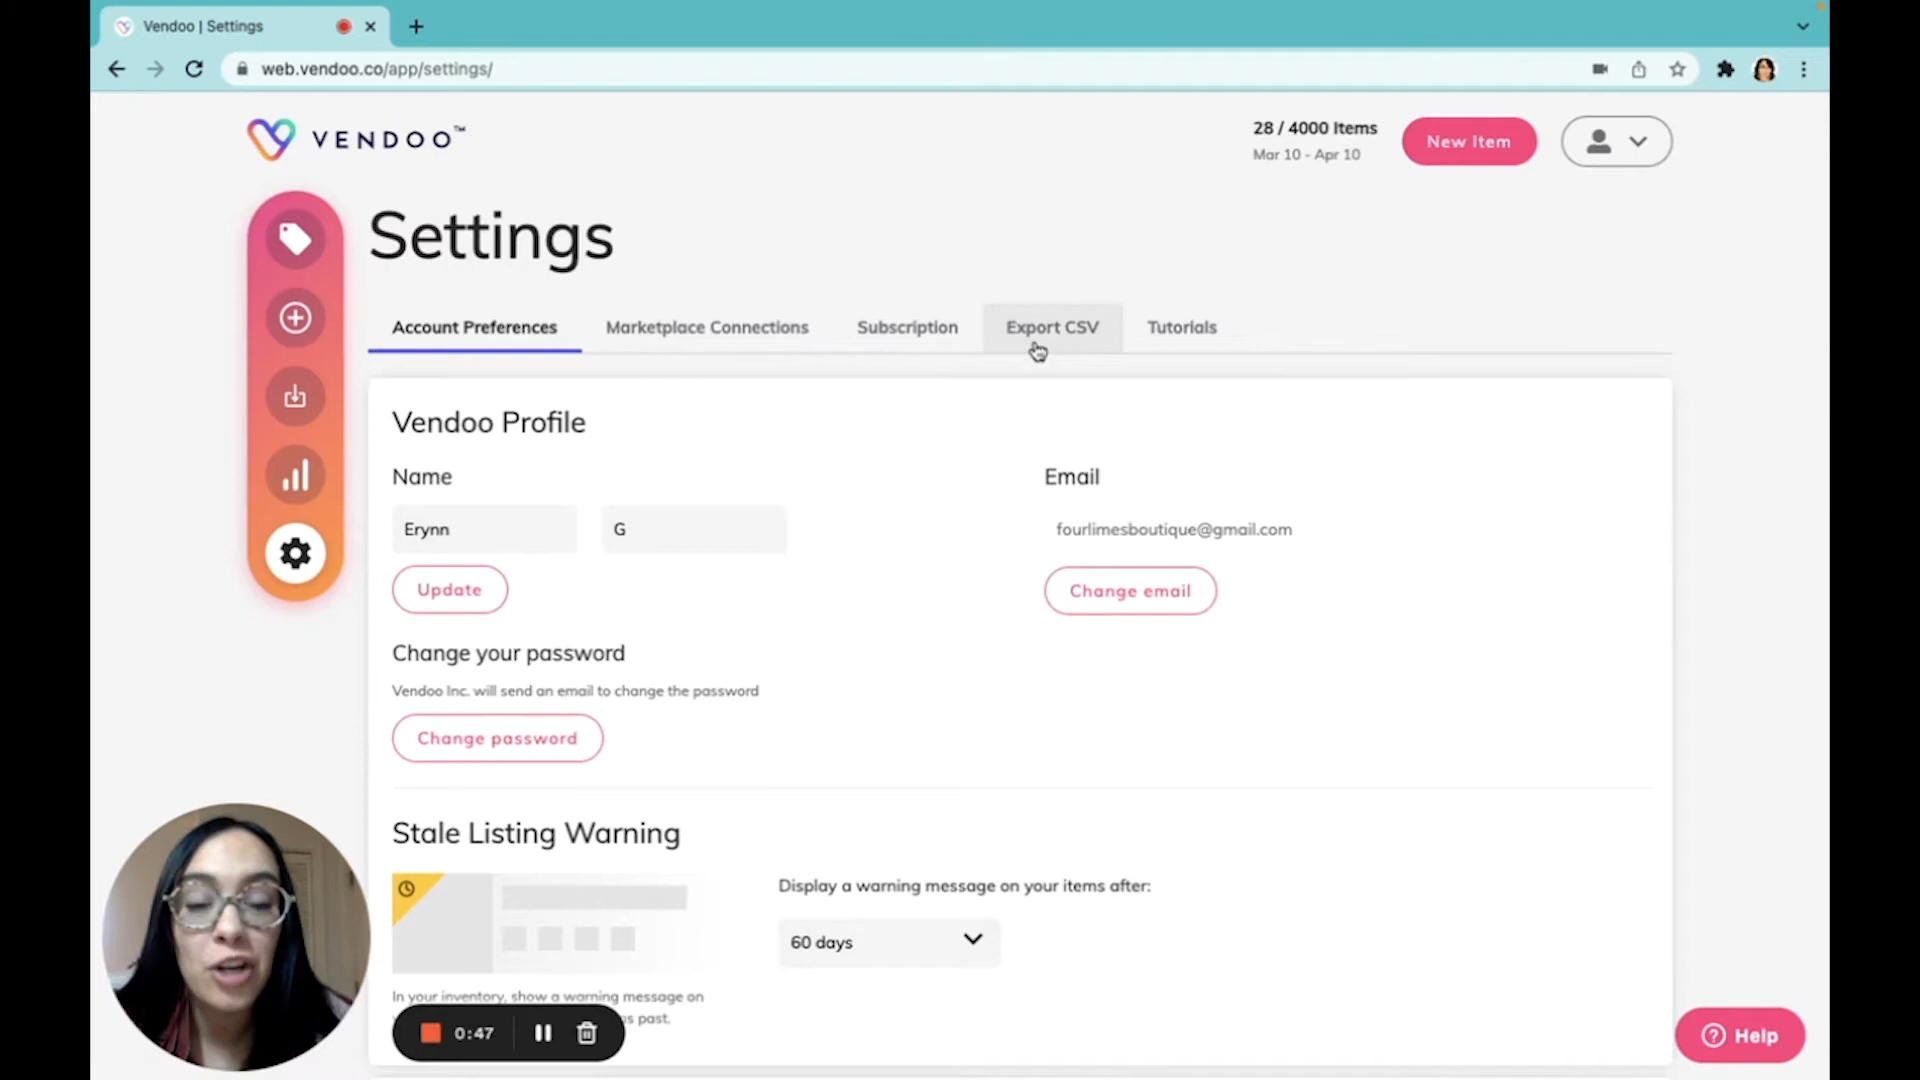 Vendoo | Settings
web.vendoo.co/app/settings/
VENDOO™
28 / 4000 Items
Mar 10 - Apr 10
New Item
Settings
Account Preferences
Marketplace Connections
Subscription
Export CSV
Tutorials
Vendoo Profile
Name
Email
Erynn
G
fourlimesboutique@gmail.com
Update
Change email
Change your password
Vendoo Inc. will send an email to change the password
Change password
Stale Listing Warning
Display a warning message on your items after:
60 days
In your inventory, show a warning message on
past.
0:47
Help